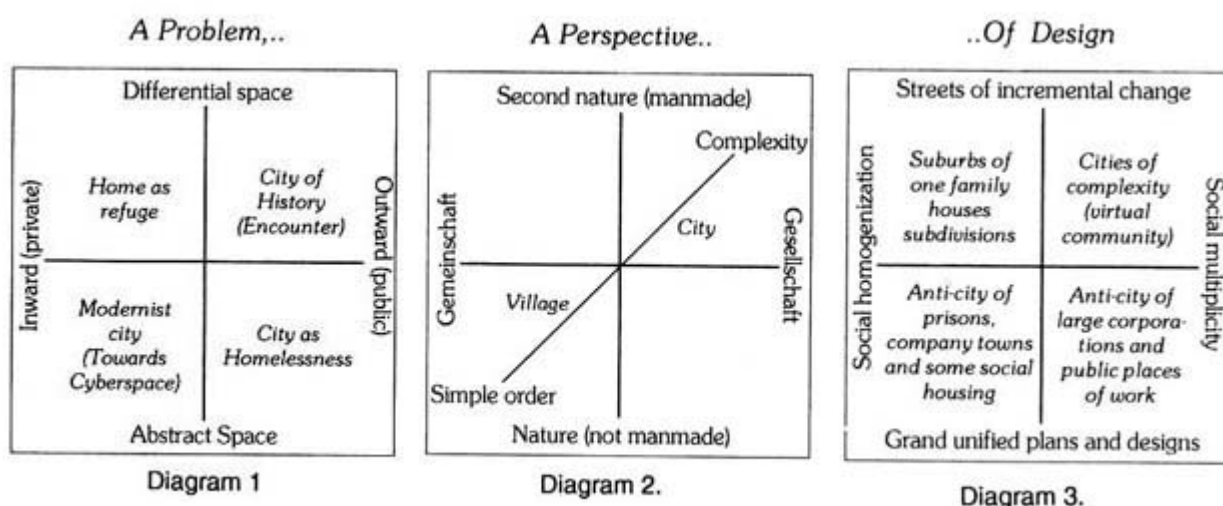 A Problem,..
Differential space
Inward (private)
Outward (public)
Home as
refuge
City of
History
(Encounter)
Modernist
city
(Towards
Cyberspace)
City as
Homelessness
Abstract Space
Diagram 1
A Perspective..
Second nature (manmade)
Complexity
City
Gemeinschaft
Gesellschaft
Village
Simple order
Nature (not manmade)
Diagram 2.
..Of Design
Streets of incremental change
Social homogenization
Social multiplicity
Suburbs of
one family
houses
subdivisions
Cities of
complexity
(virtual
community)
Anti-city of
prisons,
company towns
and some social
housing
Anti-city of
large corpora-
tions and
public places
of work
Grand unified plans and designs
Diagram 3.